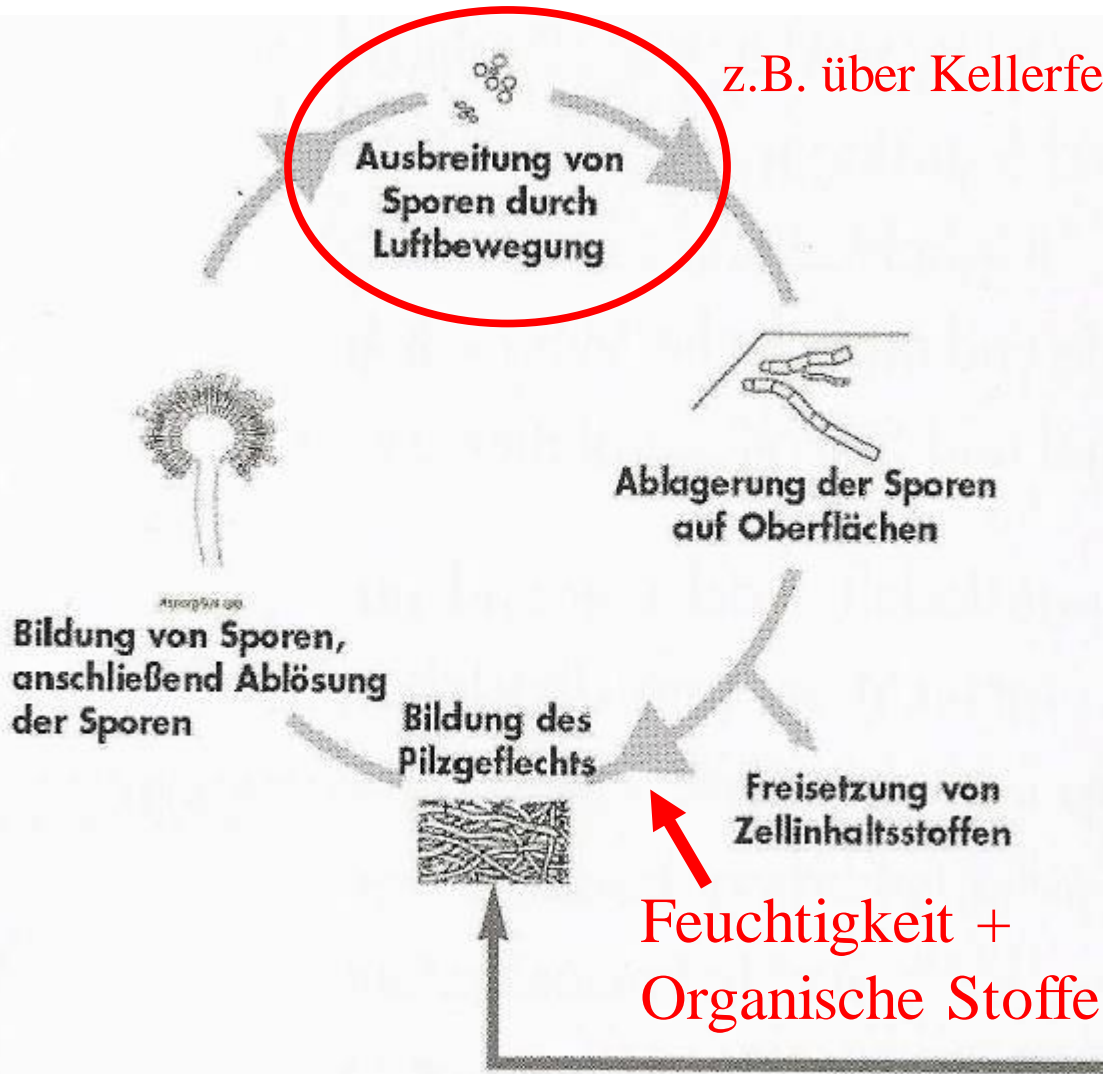 z.B. über Kellerfe
Ausbreitung von
Sporen durch
Luftbewegung
Ablagerung der Sporen
auf Oberflächen
Bildung von Sporen,
anschließend Ablösung
der Sporen
Bildung des
Pilzgeflechts
Freisetzung von
Zellinhaltsstoffen
Feuchtigkeit +
Organische Stoffe